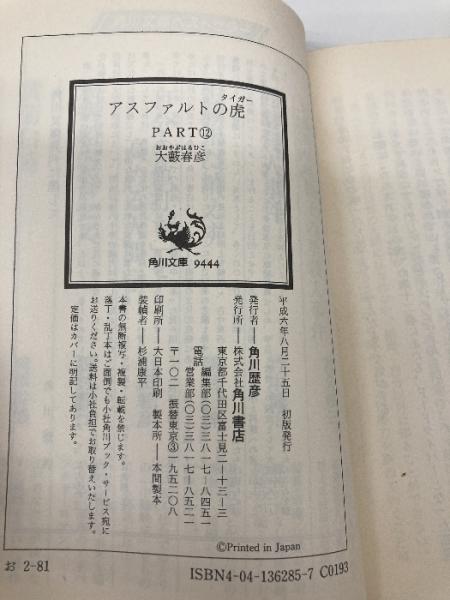 タイガー
アスファルトの虎
PART⑫
おおやぶはるひこ
大藪春彦
角川文庫 9444
平成六年八月二十五日 初版発行
発行者──角川歴彦
発行所──株式会社角川書店
東京都千代田区富士見二─十三─三
電話 編集部(〇三)三八一七─八四五一
営業部(〇三)三八一七─八五二一
〒一〇二 振替東京③一九五二〇八
印刷所──大日本印刷 製本所──本間製本
装幀者──杉浦康平
本書の無断複写・複製・転載を禁じます。
落丁・乱丁本はご面倒でも小社角川ブック・サービス宛に
お送りください。送料は小社負担でお取り替えいたします。
定価はカバーに明記してあります。
©Printed in Japan
お 2-81
ISBN4-04-136285-7 C0193